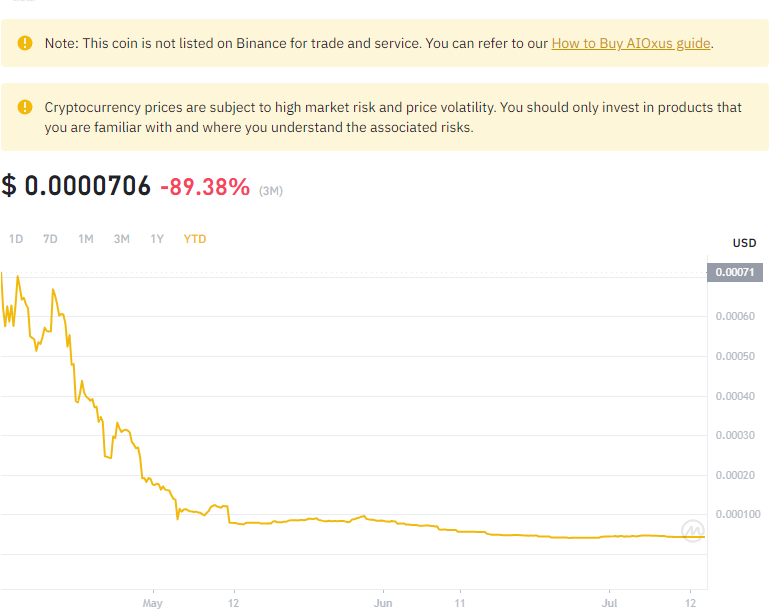 Note: This coin is not listed on Binance for trade and service. You can refer to our How to Buy AIOxus guide.
Cryptocurrency prices are subject to high market risk and price volatility. You should only invest in products that
you are familiar with and where you understand the associated risks.
$ 0.0000706 -89.38% (3M)
1D 7D 1M 3M 1Y YTD
USD
0.00071
0.00060
0.00050
0.00040
0.00030
0.00020
0.000100
May 12 Jun 11 Jul 12